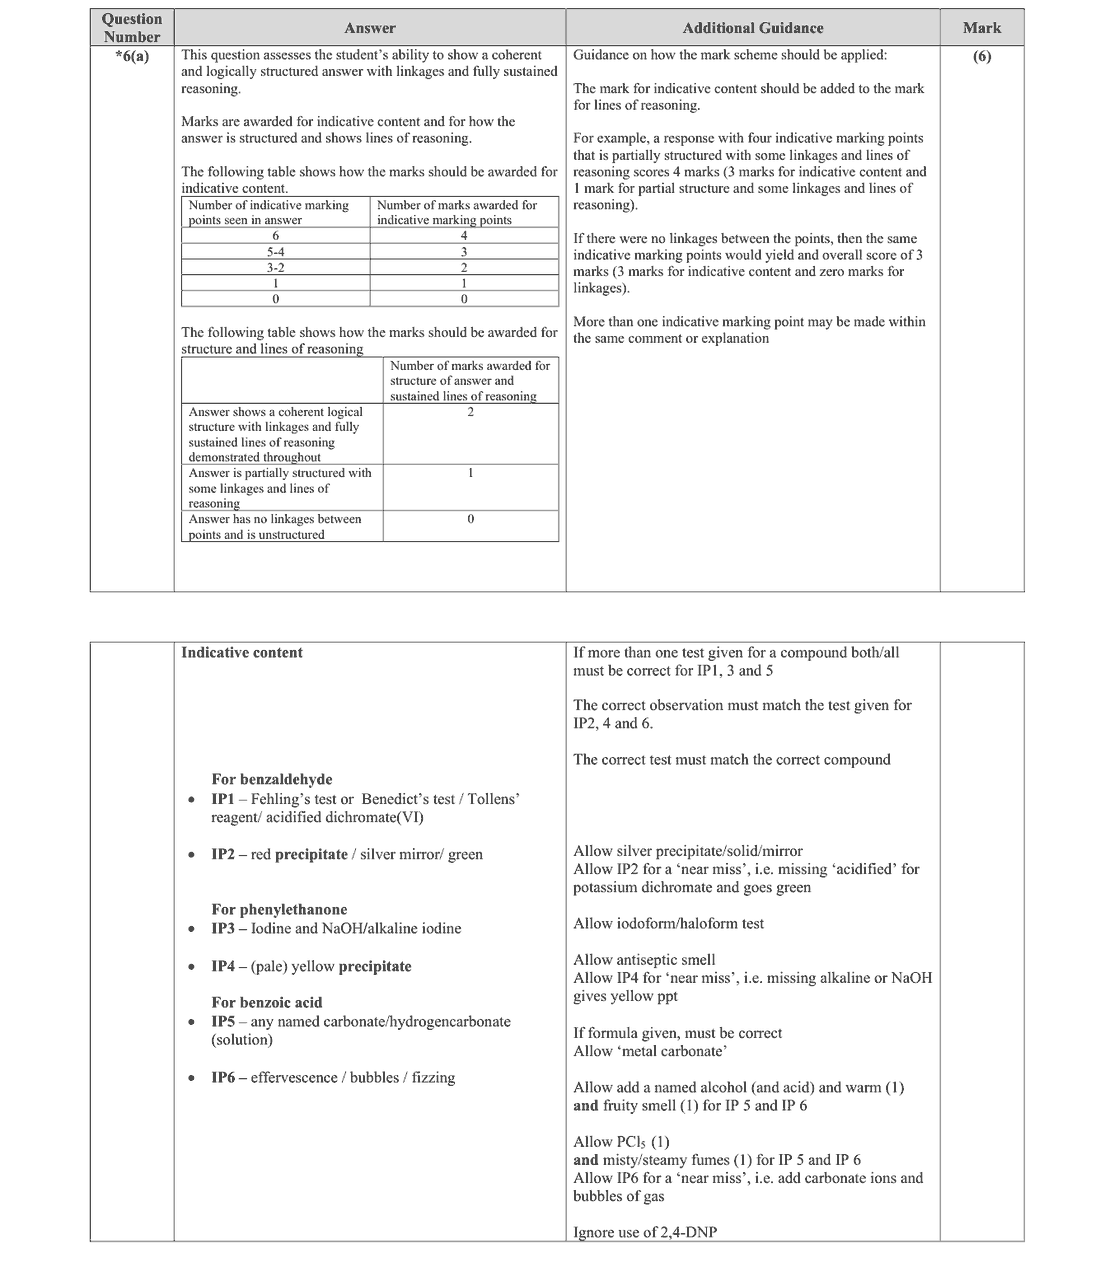 Question
Number
Answer
Additional Guidance
Mark
*6(a)
This question assesses the student's ability to show a coherent
and logically structured answer with linkages and fully sustained
reasoning.
Marks are awarded for indicative content and for how the
answer is structured and shows lines of reasoning.
The following table shows how the marks should be awarded for
indicative content.
Number of indicative marking
points seen in answer
Number of marks awarded for
indicative marking points
6 4
5-4 3
3-2 2
1 1
0 0
The following table shows how the marks should be awarded for
structure and lines of reasoning
Number of marks awarded for
structure of answer and
sustained lines of reasoning
Answer shows a coherent logical
structure with linkages and fully
sustained lines of reasoning
demonstrated throughout
2
Answer is partially structured with
some linkages and lines of
reasoning
1
Answer has no linkages between
points and is unstructured
0
Guidance on how the mark scheme should be applied:
The mark for indicative content should be added to the mark
for lines of reasoning.
For example, a response with four indicative marking points
that is partially structured with some linkages and lines of
reasoning scores 4 marks (3 marks for indicative content and
1 mark for partial structure and some linkages and lines of
reasoning).
If there were no linkages between the points, then the same
indicative marking points would yield and overall score of 3
marks (3 marks for indicative content and zero marks for
linkages).
More than one indicative marking point may be made within
the same comment or explanation
(6)
Indicative content
For benzaldehyde
• IP1 – Fehling's test or Benedict's test / Tollens'
reagent/ acidified dichromate(VI)
• IP2 – red precipitate / silver mirror/ green
For phenylethanone
• IP3 – Iodine and NaOH/alkaline iodine
• IP4 – (pale) yellow precipitate
For benzoic acid
• IP5 – any named carbonate/hydrogencarbonate
(solution)
• IP6 – effervescence / bubbles / fizzing
If more than one test given for a compound both/all
must be correct for IP1, 3 and 5
The correct observation must match the test given for
IP2, 4 and 6.
The correct test must match the correct compound
Allow silver precipitate/solid/mirror
Allow IP2 for a 'near miss', i.e. missing 'acidified' for
potassium dichromate and goes green
Allow iodoform/haloform test
Allow antiseptic smell
Allow IP4 for 'near miss', i.e. missing alkaline or NaOH
gives yellow ppt
If formula given, must be correct
Allow 'metal carbonate'
Allow add a named alcohol (and acid) and warm (1)
and fruity smell (1) for IP 5 and IP 6
Allow PCl₅ (1)
and misty/steamy fumes (1) for IP 5 and IP 6
Allow IP6 for a 'near miss', i.e. add carbonate ions and
bubbles of gas
Ignore use of 2,4-DNP